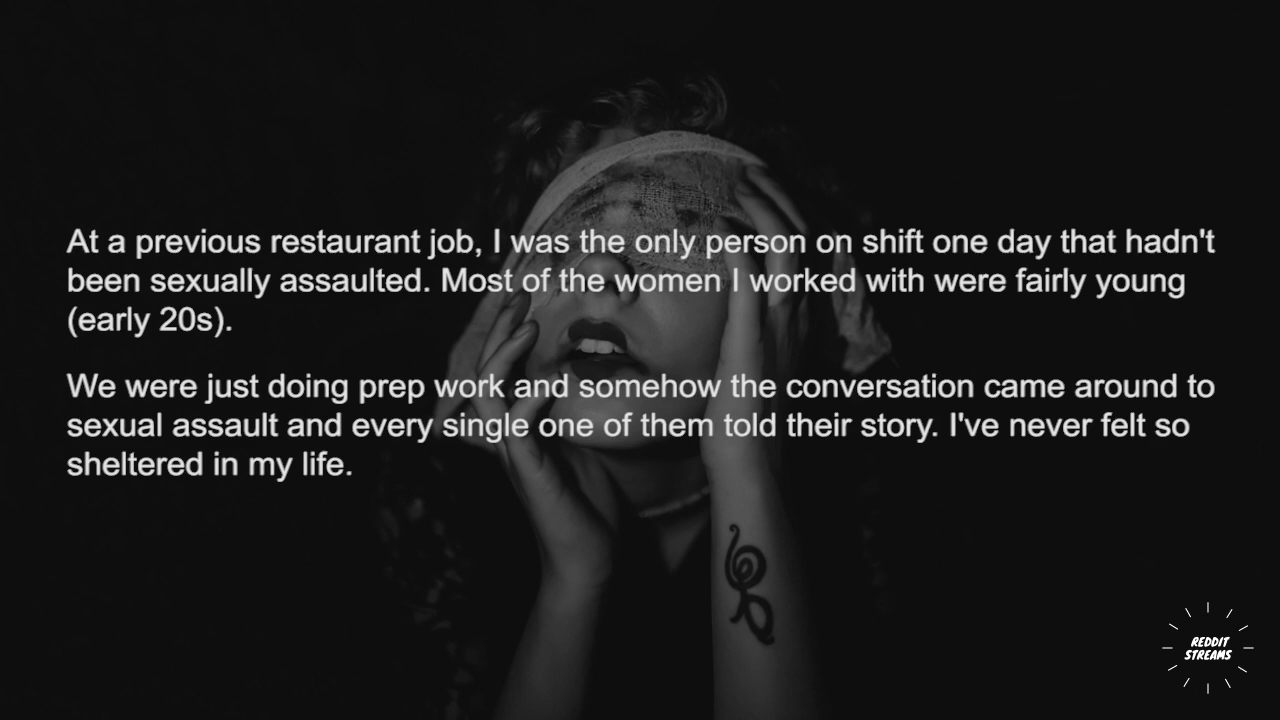 At a previous restaurant job, I was the only person on shift one day that hadn't
been sexually assaulted. Most of the women I worked with were fairly young
(early 20s).
We were just doing prep work and somehow the conversation came around to
sexual assault and every single one of them told their story. I've never felt so
sheltered in my life.
REDDIT
STREAMS